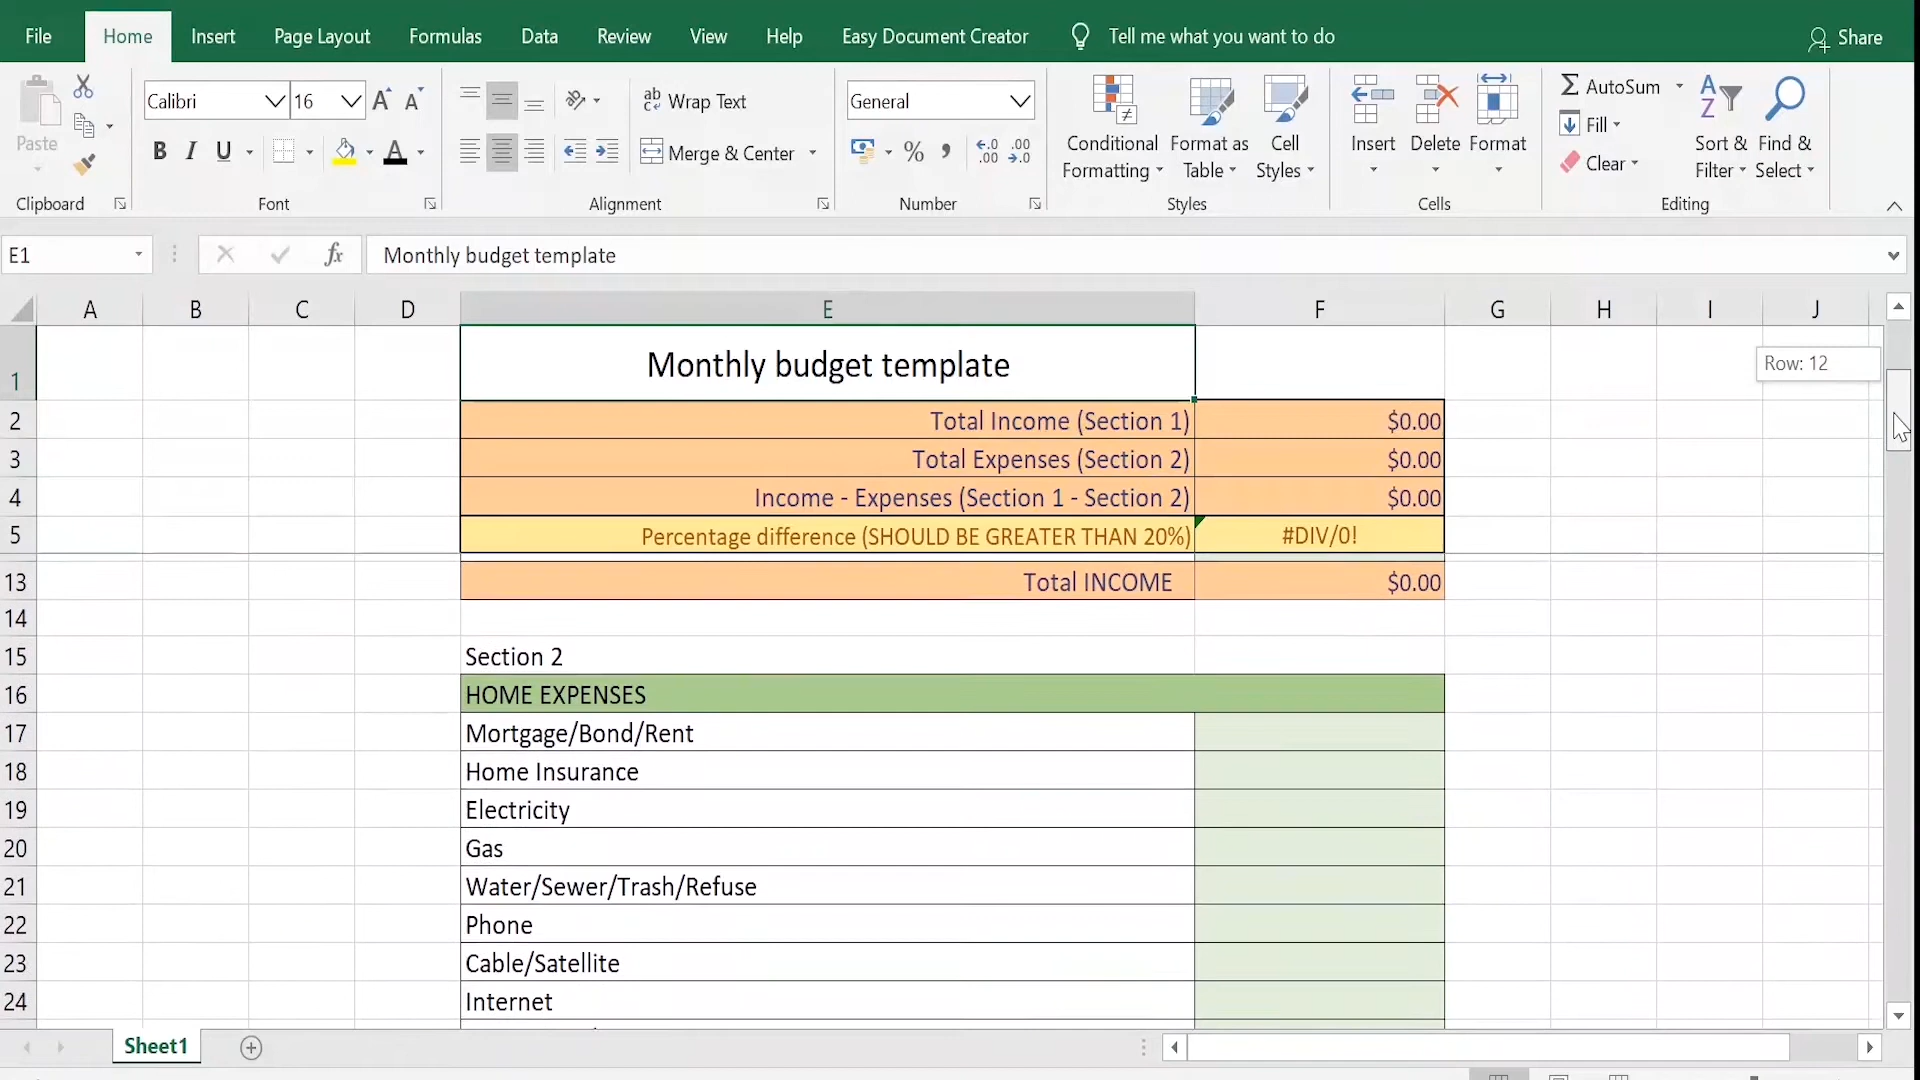 File Home Insert Page Layout Formulas Data Review View Help Easy Document Creator Tell me what you want to do Share
Calibri 16 ab c Wrap Text General AutoSum
Paste B I U Merge & Center % , .00 .00 Conditional Formatting Format as Table Cell Styles Insert Delete Format Fill Clear Sort & Filter Find & Select
Clipboard Font Alignment Number Styles Cells Editing
E1 fx Monthly budget template
A B C D E F G H I J
1 Monthly budget template Row: 12
2 Total Income (Section 1) $0.00
3 Total Expenses (Section 2) $0.00
4 Income - Expenses (Section 1 - Section 2) $0.00
5 Percentage difference (SHOULD BE GREATER THAN 20%) #DIV/0!
13 Total INCOME $0.00
14
15 Section 2
16 HOME EXPENSES
17 Mortgage/Bond/Rent
18 Home Insurance
19 Electricity
20 Gas
21 Water/Sewer/Trash/Refuse
22 Phone
23 Cable/Satellite
24 Internet
Sheet1